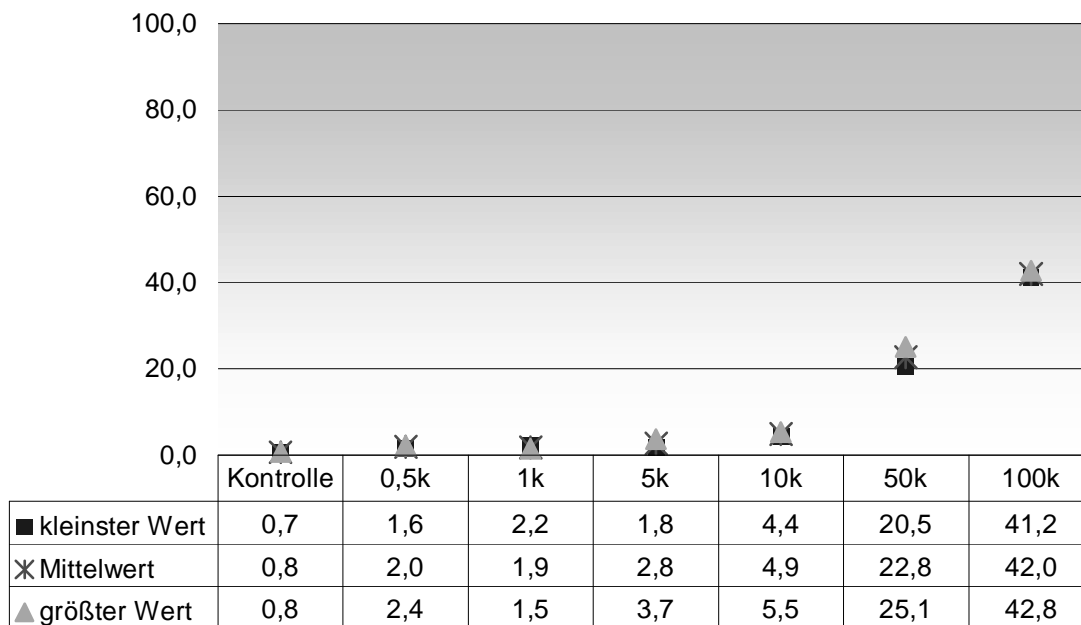 100,0
80,0
60,0
40,0
20,0
0,0
Kontrolle 0,5k 1k 5k 10k 50k 100k
kleinster Wert 0,7 1,6 2,2 1,8 4,4 20,5 41,2
Mittelwert 0,8 2,0 1,9 2,8 4,9 22,8 42,0
größter Wert 0,8 2,4 1,5 3,7 5,5 25,1 42,8